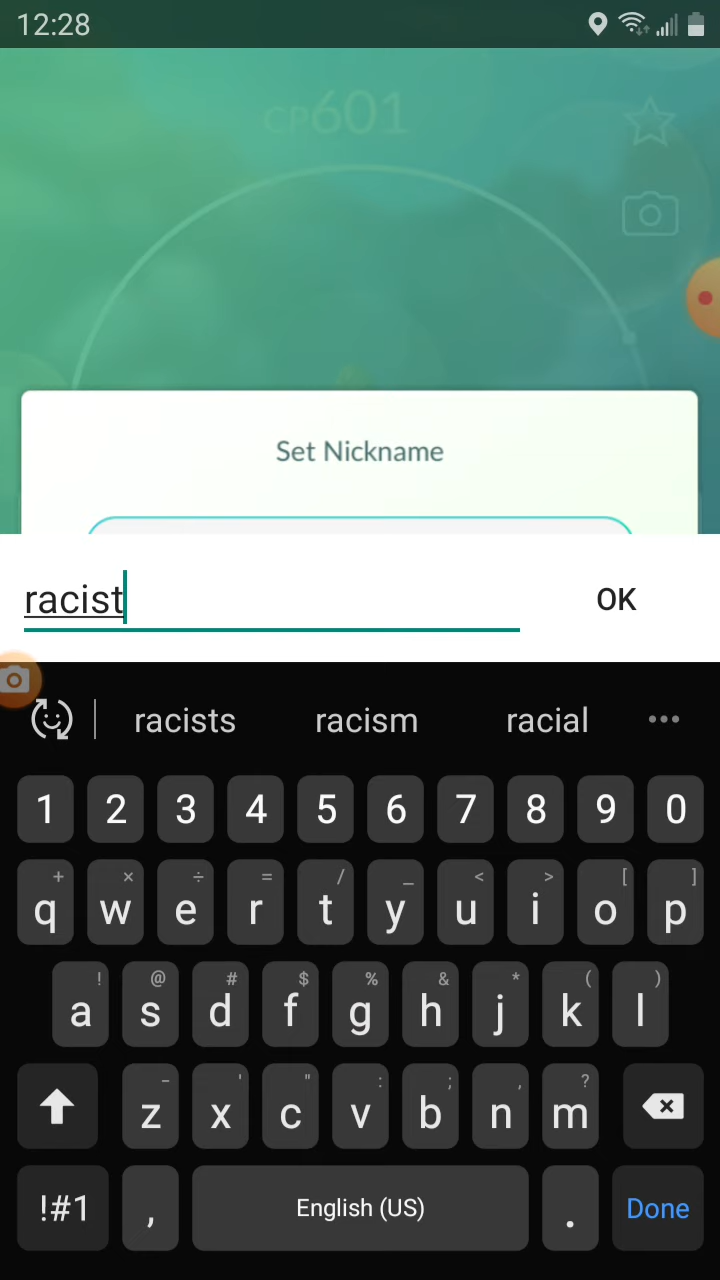 12:28
CP601
Set Nickname
racist
OK
racists racism racial
1 2 3 4 5 6 7 8 9 0
+ × ÷ = / _ < > [ ]
q w e r t y u i o p
! @ # $ % & * ( )
a s d f g h j k l
- ' " : ; , ?
z x c v b n m
!#1 , English (US) . Done